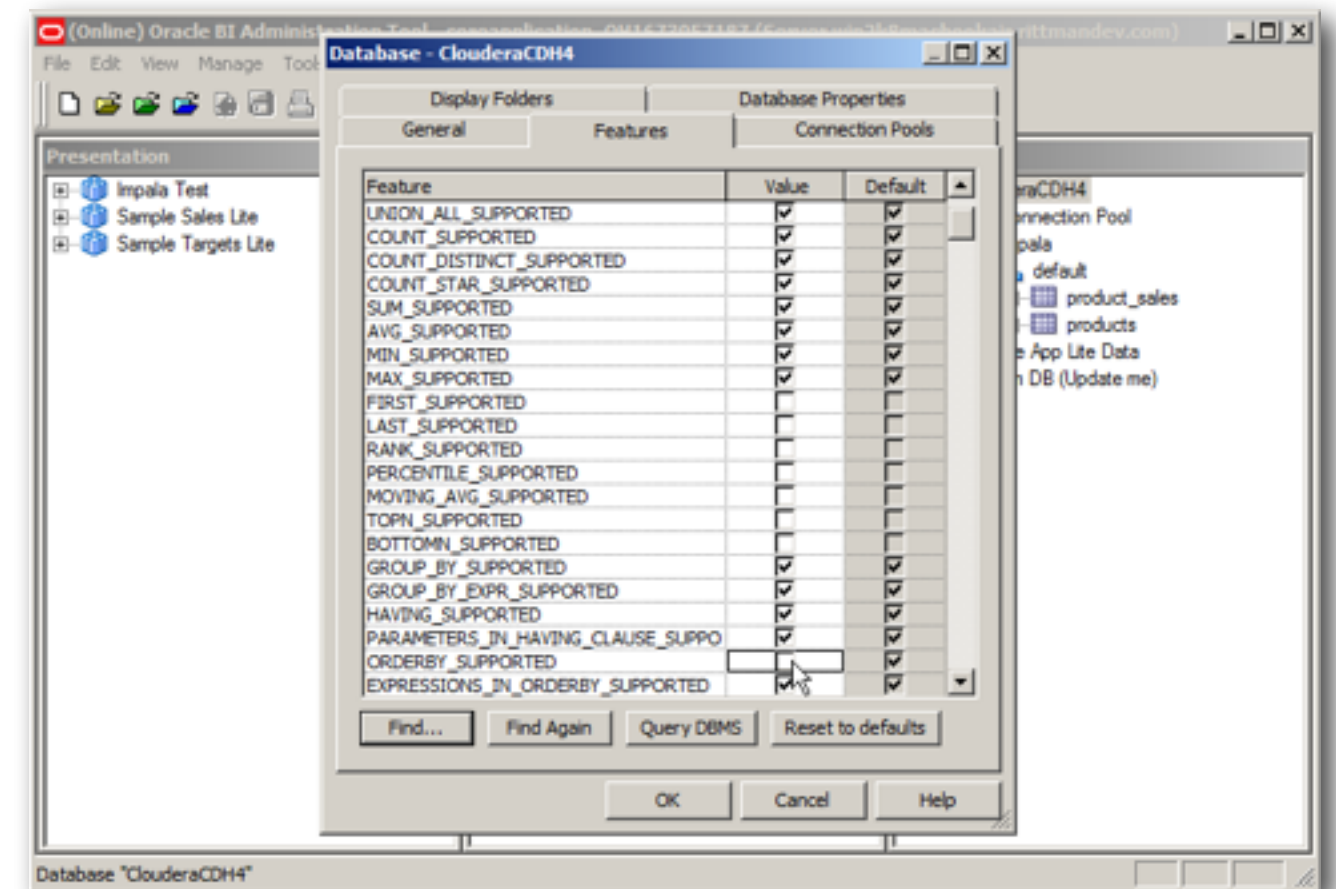 (Online) Oracle BI Administration Tool
rittmandev.com)
File Edit View Manage
Database - ClouderaCDH4
Display Folders Database Properties
General Features Connection Pools
Presentation
Impala Test
Sample Sales Lite
Sample Targets Lite
Feature Value Default
UNION_ALL_SUPPORTED
COUNT_SUPPORTED
COUNT_DISTINCT_SUPPORTED
COUNT_STAR_SUPPORTED
SUM_SUPPORTED
AVG_SUPPORTED
MIN_SUPPORTED
MAX_SUPPORTED
FIRST_SUPPORTED
LAST_SUPPORTED
RANK_SUPPORTED
PERCENTILE_SUPPORTED
MOVING_AVG_SUPPORTED
TOPN_SUPPORTED
BOTTOMN_SUPPORTED
GROUP_BY_SUPPORTED
GROUP_BY_EXPR_SUPPORTED
HAVING_SUPPORTED
PARAMETERS_IN_HAVING_CLAUSE_SUPPO
ORDERBY_SUPPORTED
EXPRESSIONS_IN_ORDERBY_SUPPORTED
eraCDH4
onnection Pool
pala
default
product_sales
products
e App Lite Data
n DB (Update me)
Find... Find Again Query DBMS Reset to defaults
OK Cancel Help
Database "ClouderaCDH4"